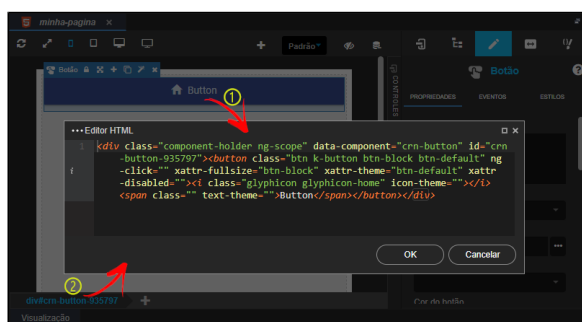 minha-pagina ×
Padrão
Botão
Botão
Button
①
CONTROLES
PROPRIEDADES EVENTOS ESTILOS
Editor HTML
1 <div class="component-holder ng-scope" data-component="crn-button" id="crn
-button-935797"><button class="btn k-button btn-block btn-default" ng
-click="" xattr-fullsize="btn-block" xattr-theme="btn-default" xattr
-disabled=""><i class="glyphicon glyphicon-home" icon-theme=""></i>
<span class="" text-theme="">Button</span></button></div>
i
OK Cancelar
②
div#crn-button-935797
Cor do botão
Visualização